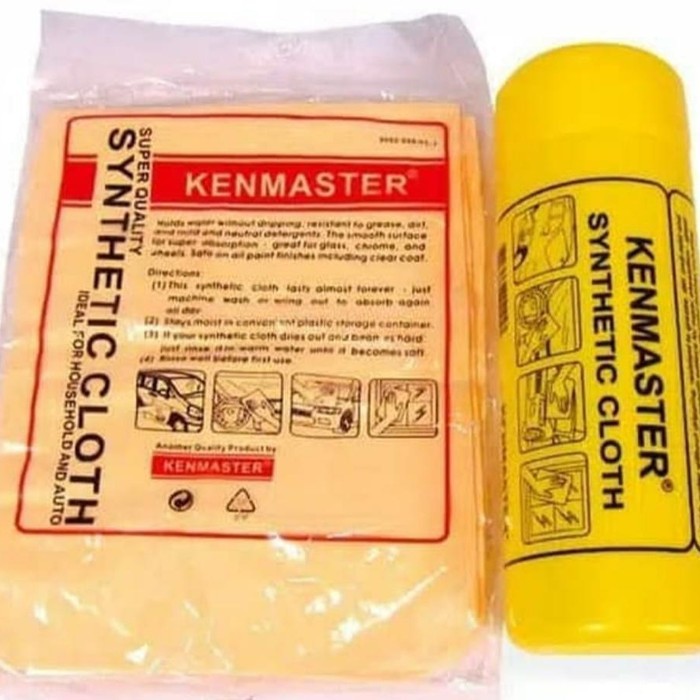 SUPER QUALITY
SYNTHETIC CLOTH
IDEAL FOR HOUSEHOLD AND AUTO
KENMASTER®
Holds water without dripping, resistant to grease, dirt,
and mild and neutral detergents. The smooth surface
for super absorption - great for glass, chrome, and
wheels. Safe on all paint finishes including clear coat.
Directions:
(1) This synthetic cloth lasts almost forever - just
machine wash or wring out to absorb again
all day
(2) Stays moist in convenient plastic storage container.
(3) If your synthetic cloth dries out and is hard
just rinse it in warm water until it becomes soft.
(4) Rinse well before first use.
Another Quality Product by
KENMASTER®
KENMASTER®
SYNTHETIC CLOTH